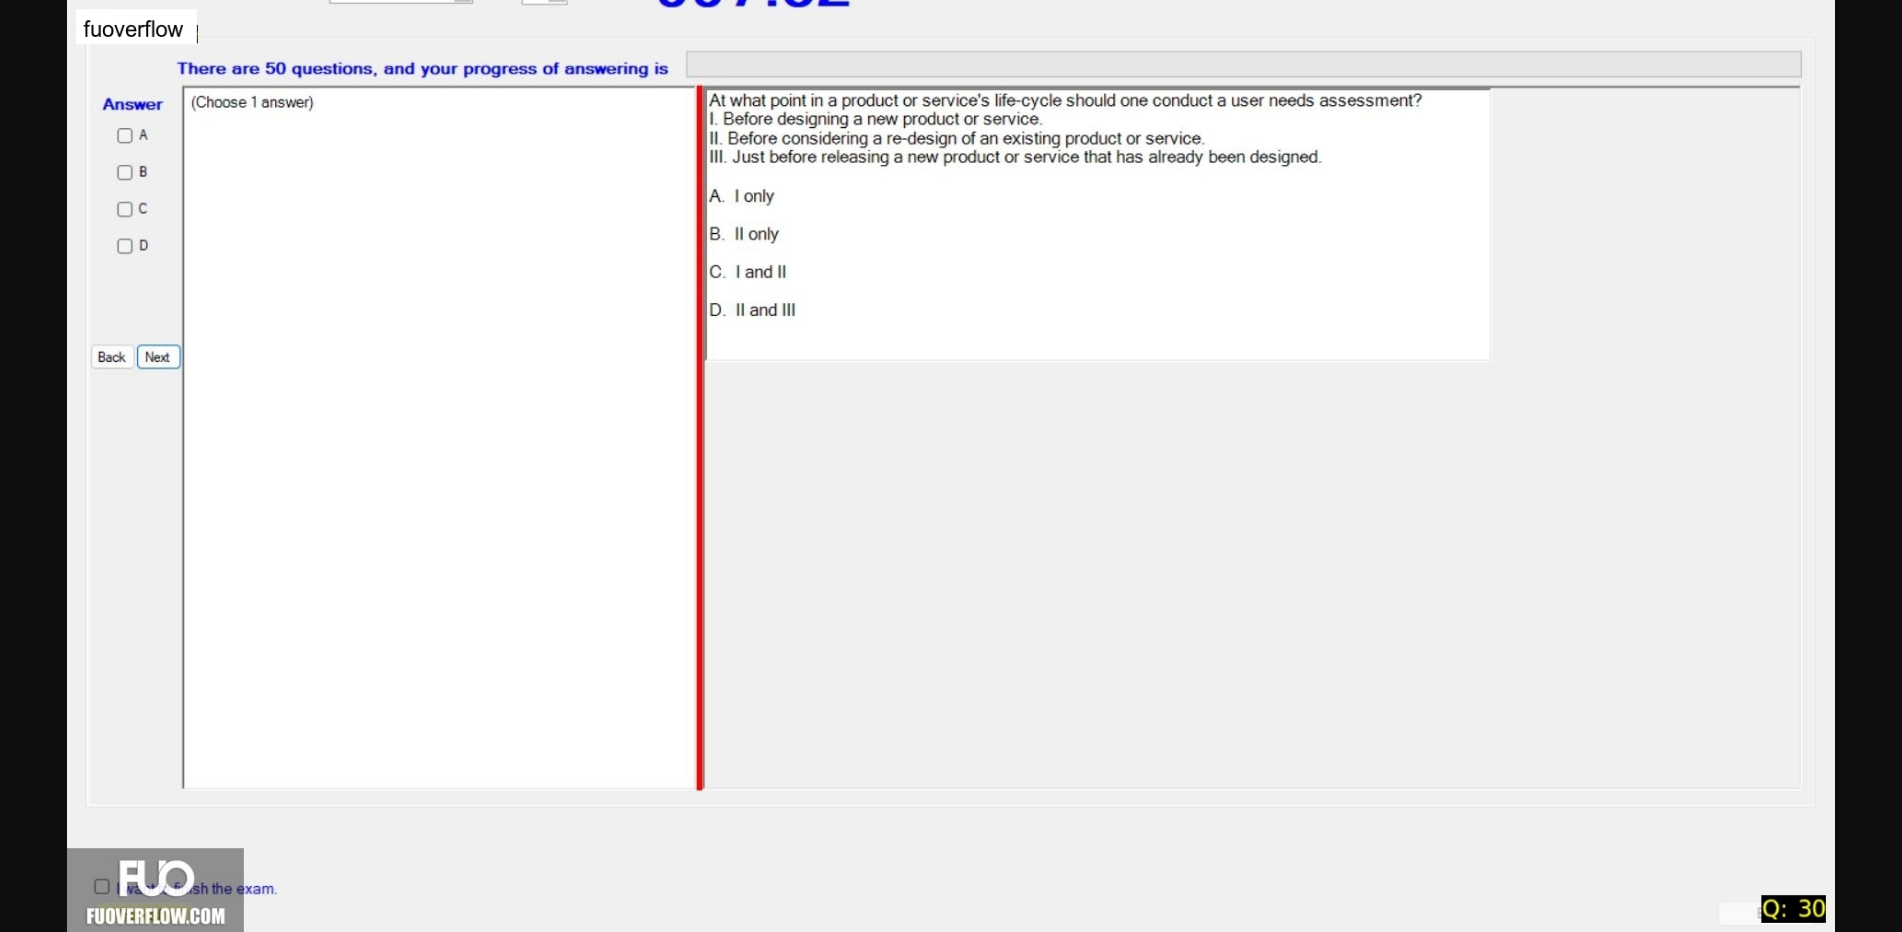 fuoverflow
There are 50 questions, and your progress of answering is
Answer
(Choose 1 answer)
A
B
C
D
Back
Next
At what point in a product or service's life-cycle should one conduct a user needs assessment?
I. Before designing a new product or service.
II. Before considering a re-design of an existing product or service.
III. Just before releasing a new product or service that has already been designed.
A. I only
B. II only
C. I and II
D. II and III
FUO
sh the exam.
FUOVERFLOW.COM
Q: 30